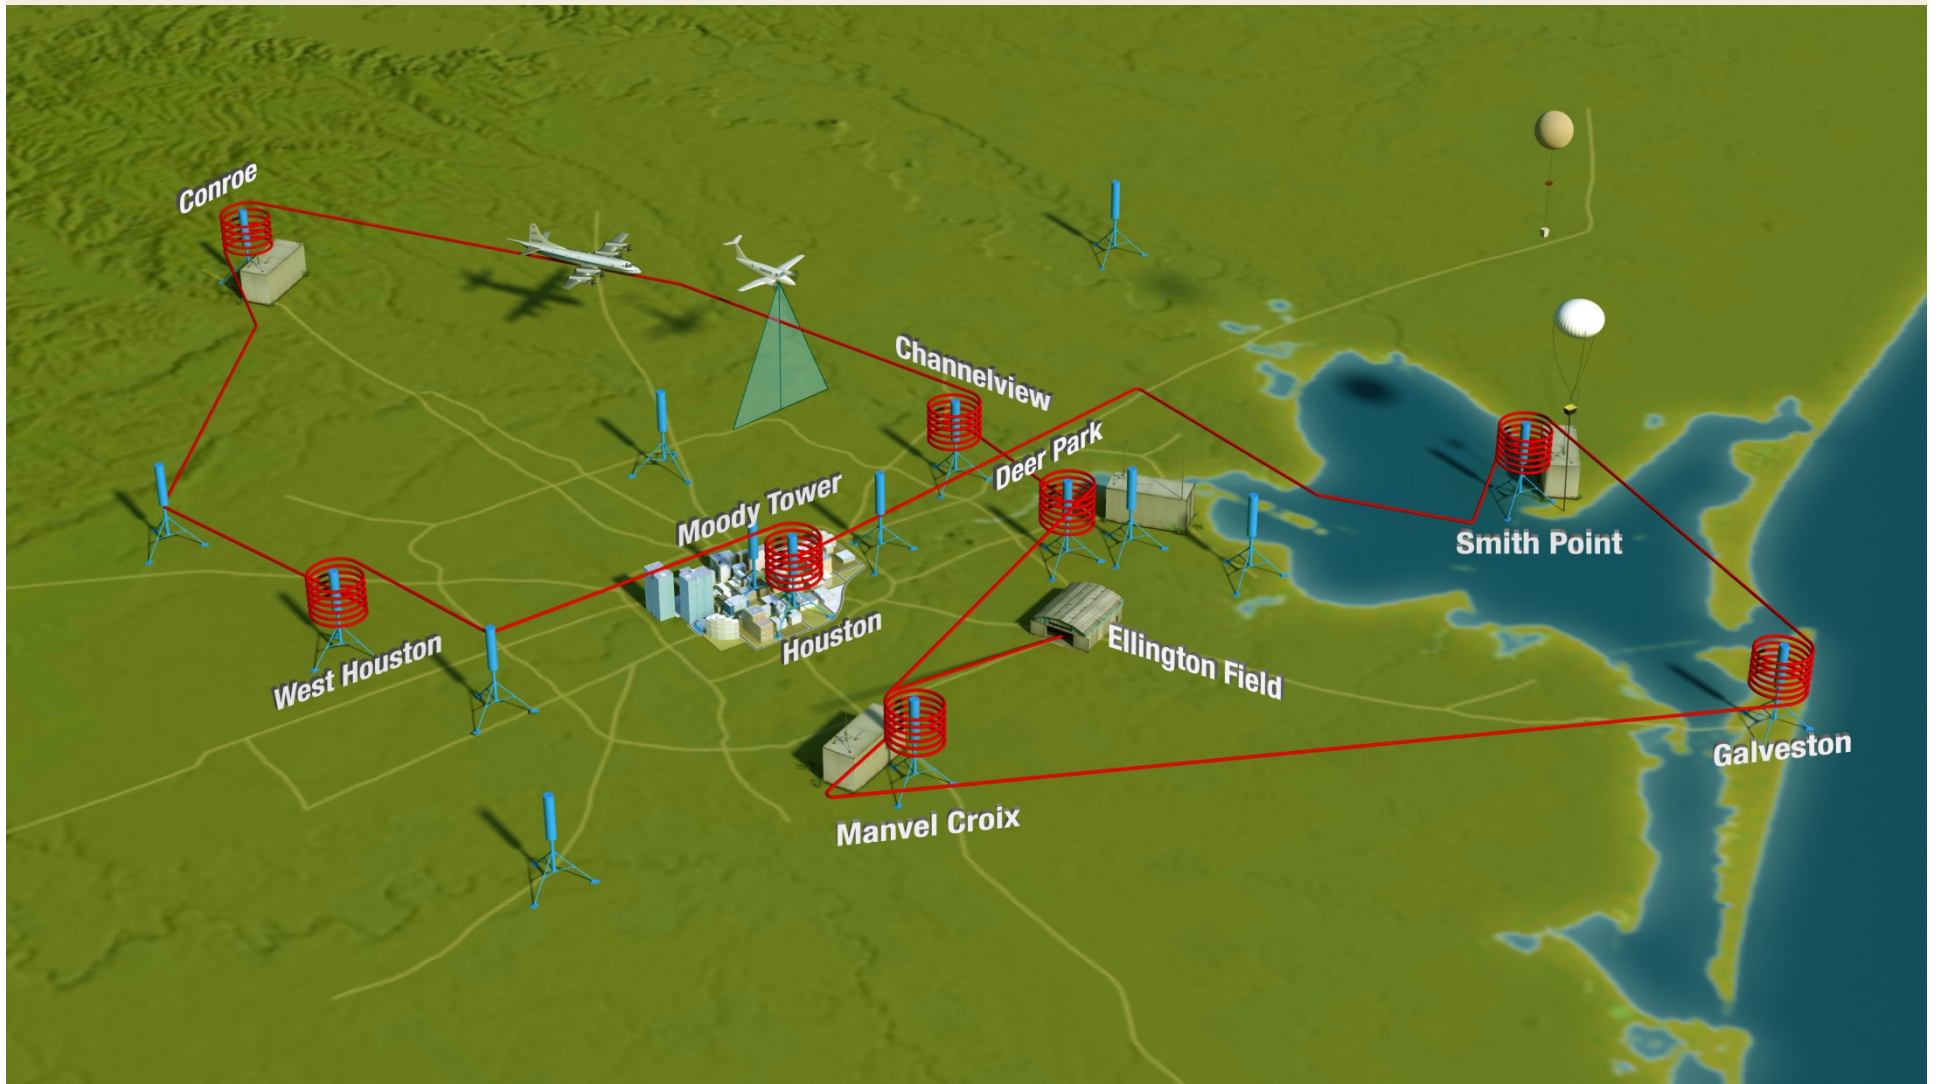 Conroe
Channelview
Deer Park
Moody Tower
Smith Point
Houston
West Houston
Ellington Field
Galveston
Manvel Croix